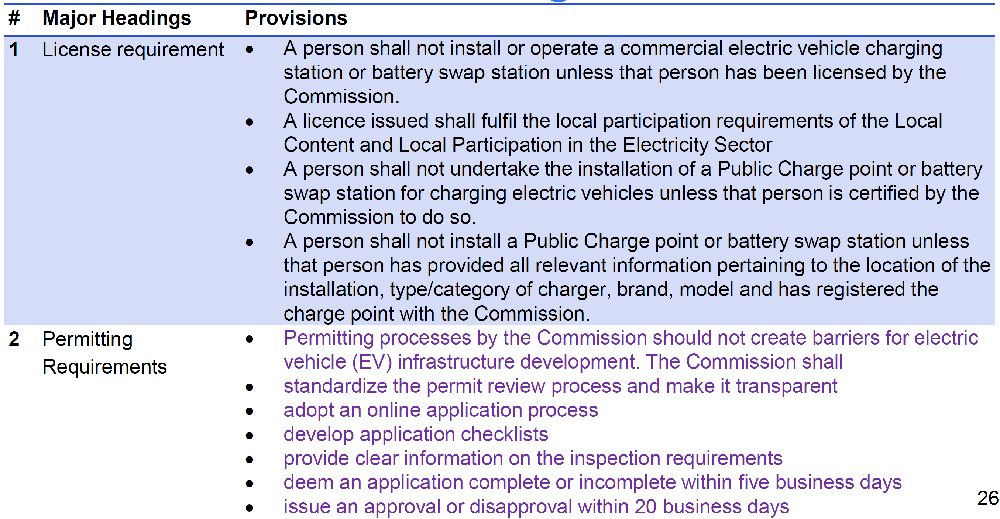 # Major Headings Provisions
1 License requirement • A person shall not install or operate a commercial electric vehicle charging
station or battery swap station unless that person has been licensed by the
Commission.
• A licence issued shall fulfil the local participation requirements of the Local
Content and Local Participation in the Electricity Sector
• A person shall not undertake the installation of a Public Charge point or battery
swap station for charging electric vehicles unless that person is certified by the
Commission to do so.
• A person shall not install a Public Charge point or battery swap station unless
that person has provided all relevant information pertaining to the location of the
installation, type/category of charger, brand, model and has registered the
charge point with the Commission.
2 Permitting
Requirements
• Permitting processes by the Commission should not create barriers for electric
vehicle (EV) infrastructure development. The Commission shall
• standardize the permit review process and make it transparent
• adopt an online application process
• develop application checklists
• provide clear information on the inspection requirements
• deem an application complete or incomplete within five business days
• issue an approval or disapproval within 20 business days
26